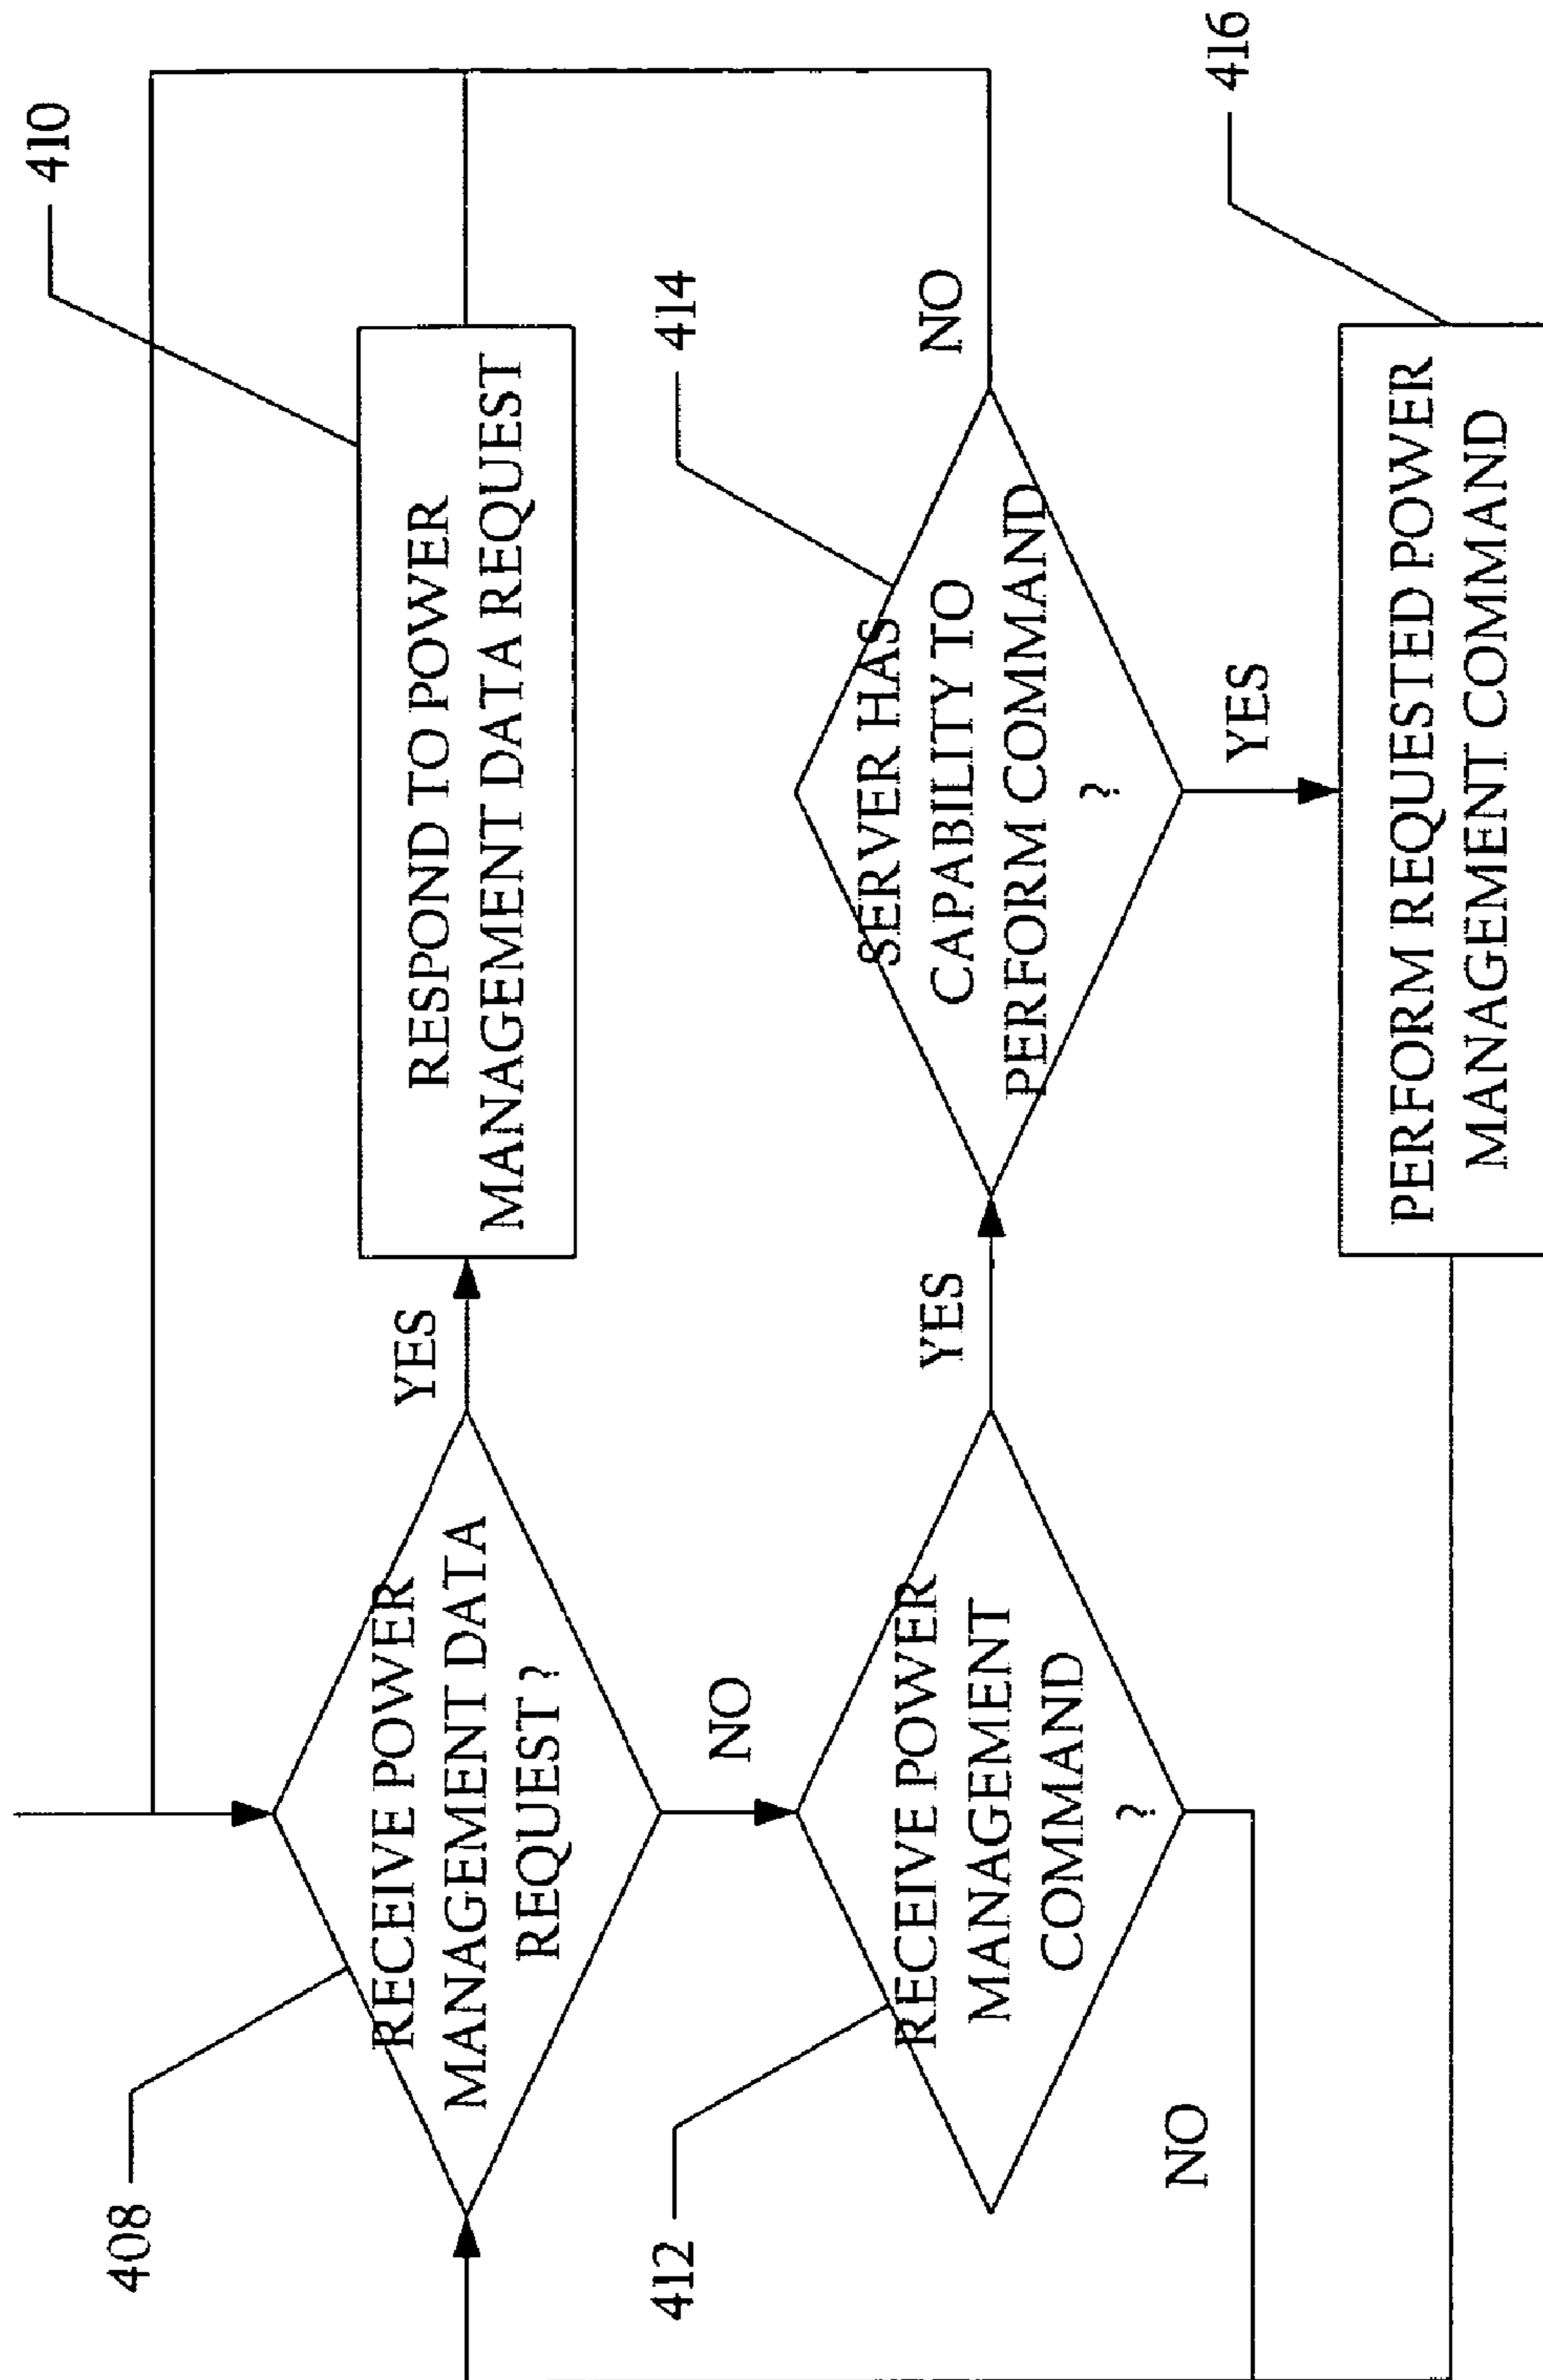 408
RECEIVE POWER
MANAGEMENT DATA
REQUEST ?
YES
410
RESPOND TO POWER
MANAGEMENT DATA REQUEST
NO
412
RECEIVE POWER
MANAGEMENT
COMMAND
?
NO
YES
414
SERVER HAS
CAPABILITY TO
PERFORM COMMAND
?
NO
YES
416
PERFORM REQUESTED POWER
MANAGEMENT COMMAND